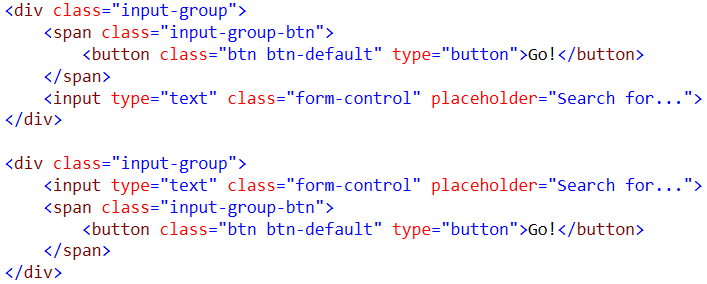 <div class="input-group">
    <span class="input-group-btn">
        <button class="btn btn-default" type="button">Go!</button>
    </span>
    <input type="text" class="form-control" placeholder="Search for...">
</div>

<div class="input-group">
    <input type="text" class="form-control" placeholder="Search for...">
    <span class="input-group-btn">
        <button class="btn btn-default" type="button">Go!</button>
    </span>
</div>